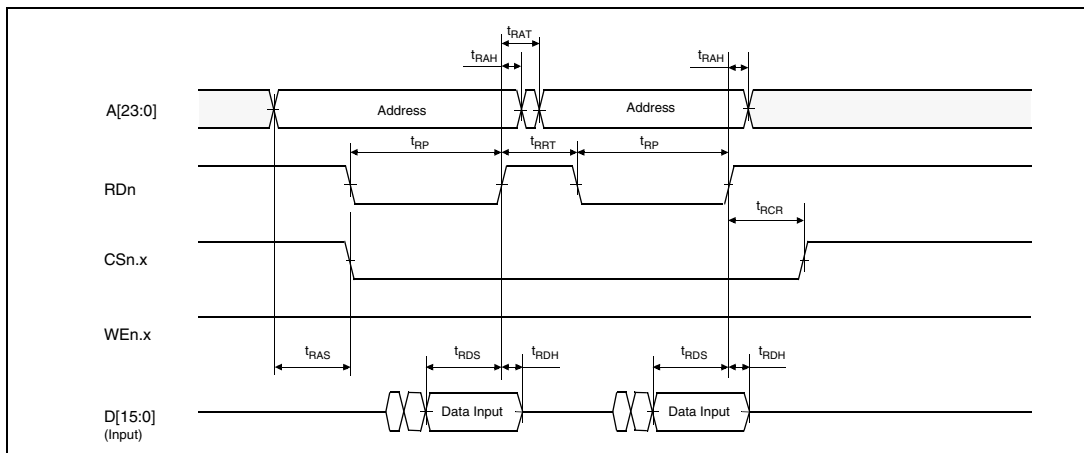 tRAT
tRAH
tRAH
A[23:0]
Address
Address
tRP
tRRT
tRP
RDn
tRCR
CSn.x
WEn.x
tRAS
tRDS
tRDH
tRDS
tRDH
D[15:0]
Data Input
Data Input
(Input)